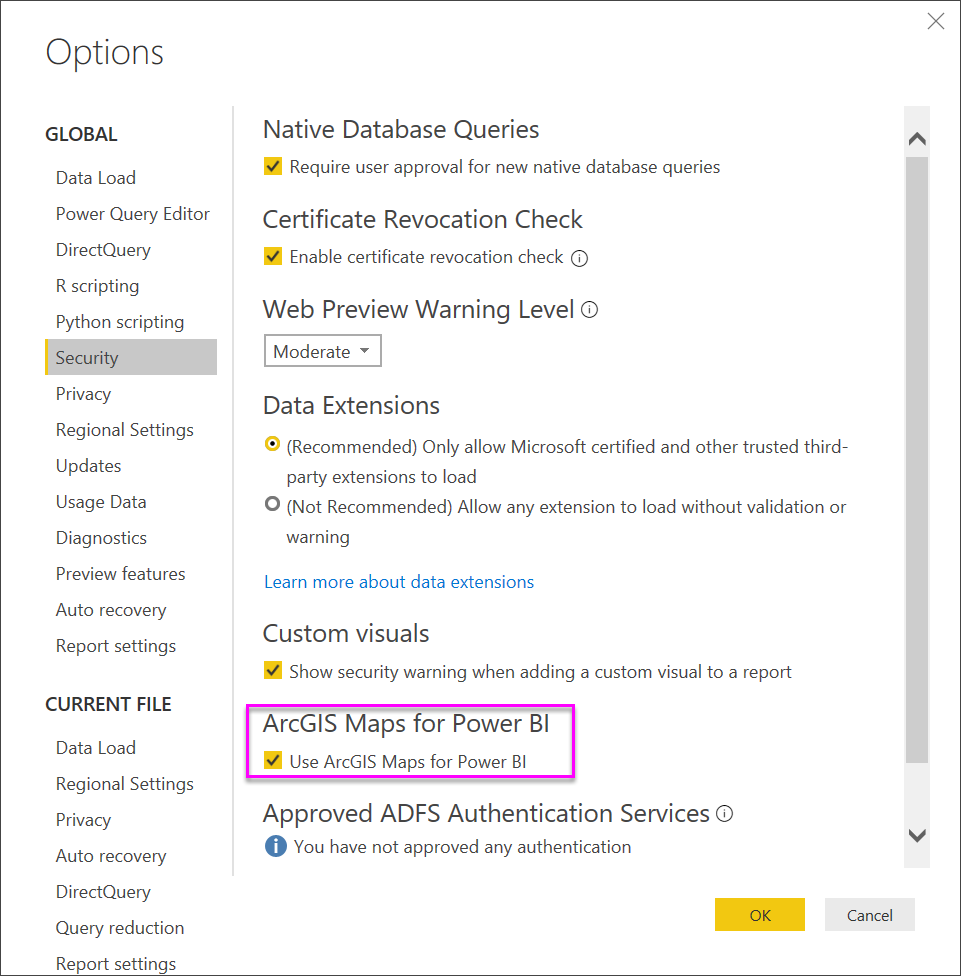 Options
GLOBAL
Data Load
Power Query Editor
DirectQuery
R scripting
Python scripting
Security
Privacy
Regional Settings
Updates
Usage Data
Diagnostics
Preview features
Auto recovery
Report settings
CURRENT FILE
Data Load
Regional Settings
Privacy
Auto recovery
DirectQuery
Query reduction
Report settings
Native Database Queries
Require user approval for new native database queries
Certificate Revocation Check
Enable certificate revocation check
Web Preview Warning Level
Moderate
Data Extensions
(Recommended) Only allow Microsoft certified and other trusted third-
party extensions to load
(Not Recommended) Allow any extension to load without validation or
warning
Learn more about data extensions
Custom visuals
Show security warning when adding a custom visual to a report
ArcGIS Maps for Power BI
Use ArcGIS Maps for Power BI
Approved ADFS Authentication Services
You have not approved any authentication
OK
Cancel